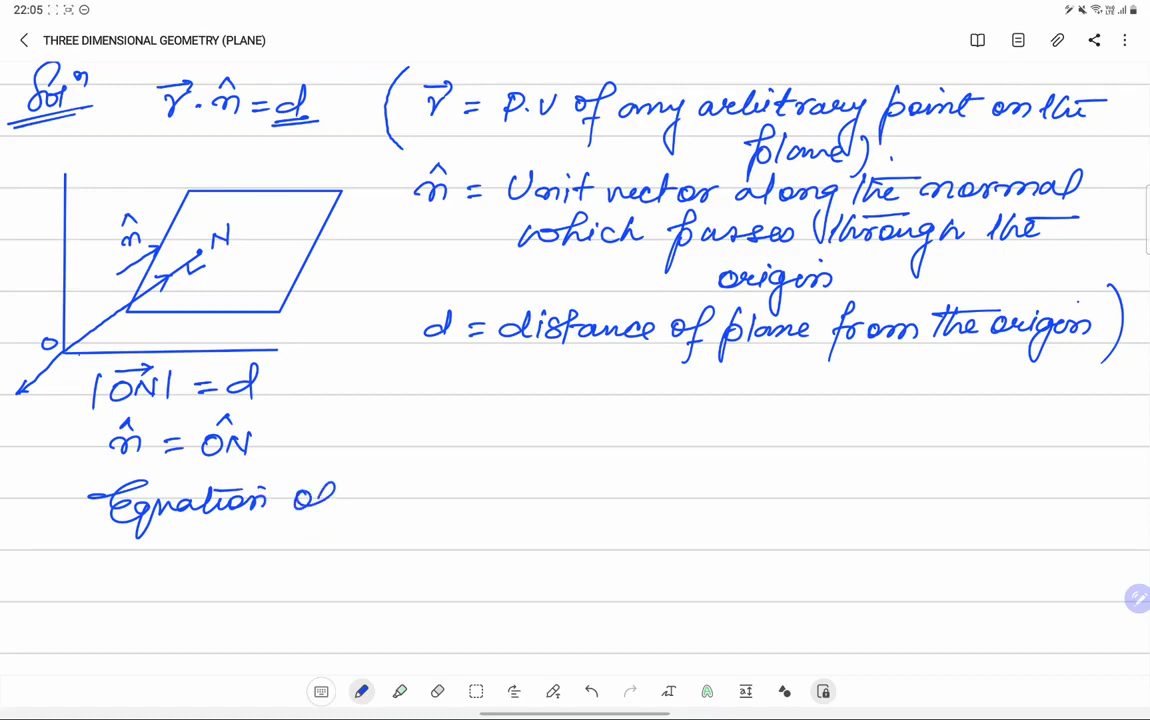 22:05
THREE DIMENSIONAL GEOMETRY (PLANE)
Solⁿ
r⃗ . n̂ = d
( r⃗ = P.V of any arbitrary point on the
plane).
n̂ = Unit vector along the normal
which passes through the
origin
d = distance of plane from the origin )
n̂
N
O
|ON⃗| = d
n̂ = ON̂
Equation of